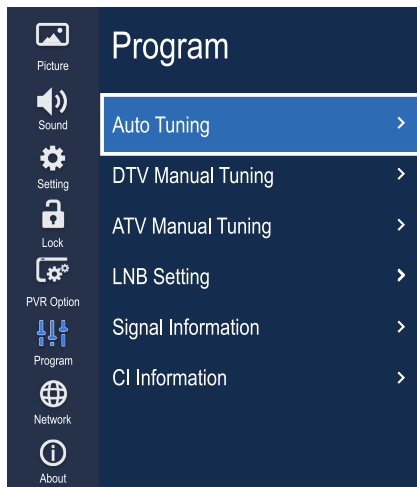 Picture
Sound
Setting
Lock
PVR Option
Program
Network
About
Program
Auto Tuning
DTV Manual Tuning
ATV Manual Tuning
LNB Setting
Signal Information
CI Information